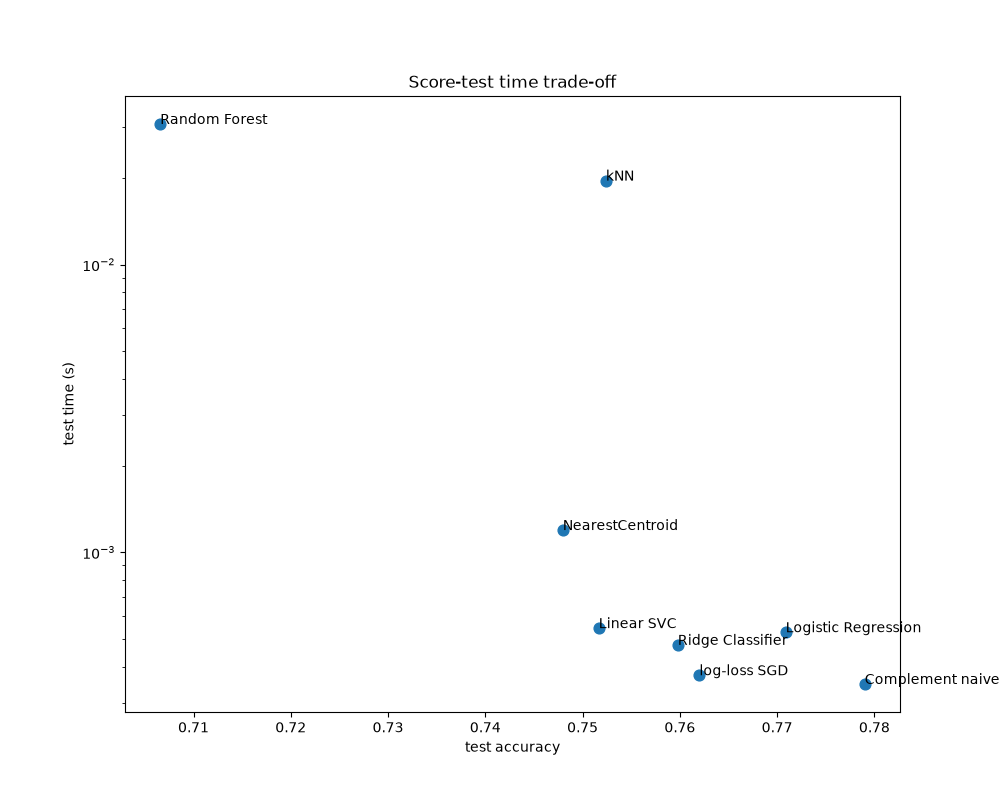 Score-test time trade-off
Random Forest
kNN
10⁻²
test time (s)
NearestCentroid
10⁻³
Linear SVC
Logistic Regression
Ridge Classifier
log-loss SGD
Complement naive
0.71 0.72 0.73 0.74 0.75 0.76 0.77 0.78
test accuracy